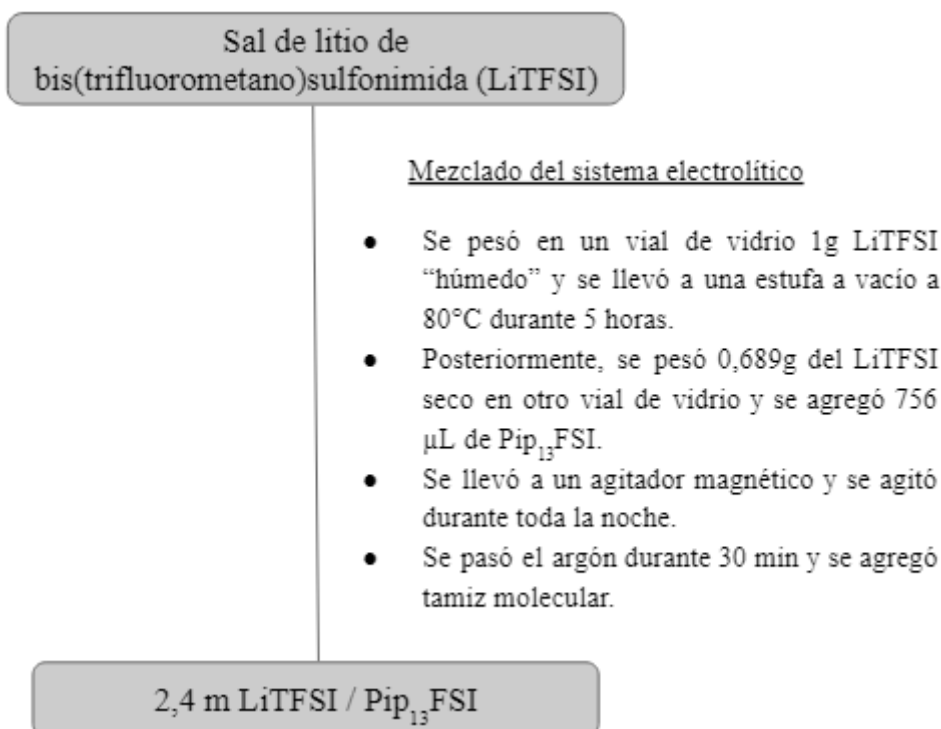 Sal de litio de
bis(trifluorometano)sulfonimida (LiTFSI)
Mezclado del sistema electrolítico
● Se pesó en un vial de vidrio 1g LiTFSI
“húmedo” y se llevó a una estufa a vacío a
80°C durante 5 horas.
● Posteriormente, se pesó 0,689g del LiTFSI
seco en otro vial de vidrio y se agregó 756
µL de Pip₁₃FSI.
● Se llevó a un agitador magnético y se agitó
durante toda la noche.
● Se pasó el argón durante 30 min y se agregó
tamiz molecular.
2,4 m LiTFSI / Pip₁₃FSI